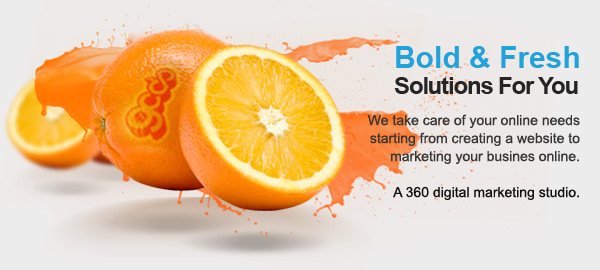 Bold & Fresh
Solutions For You
We take care of your online needs
starting from creating a website to
marketing your busines online.
A 360 digital marketing studio.